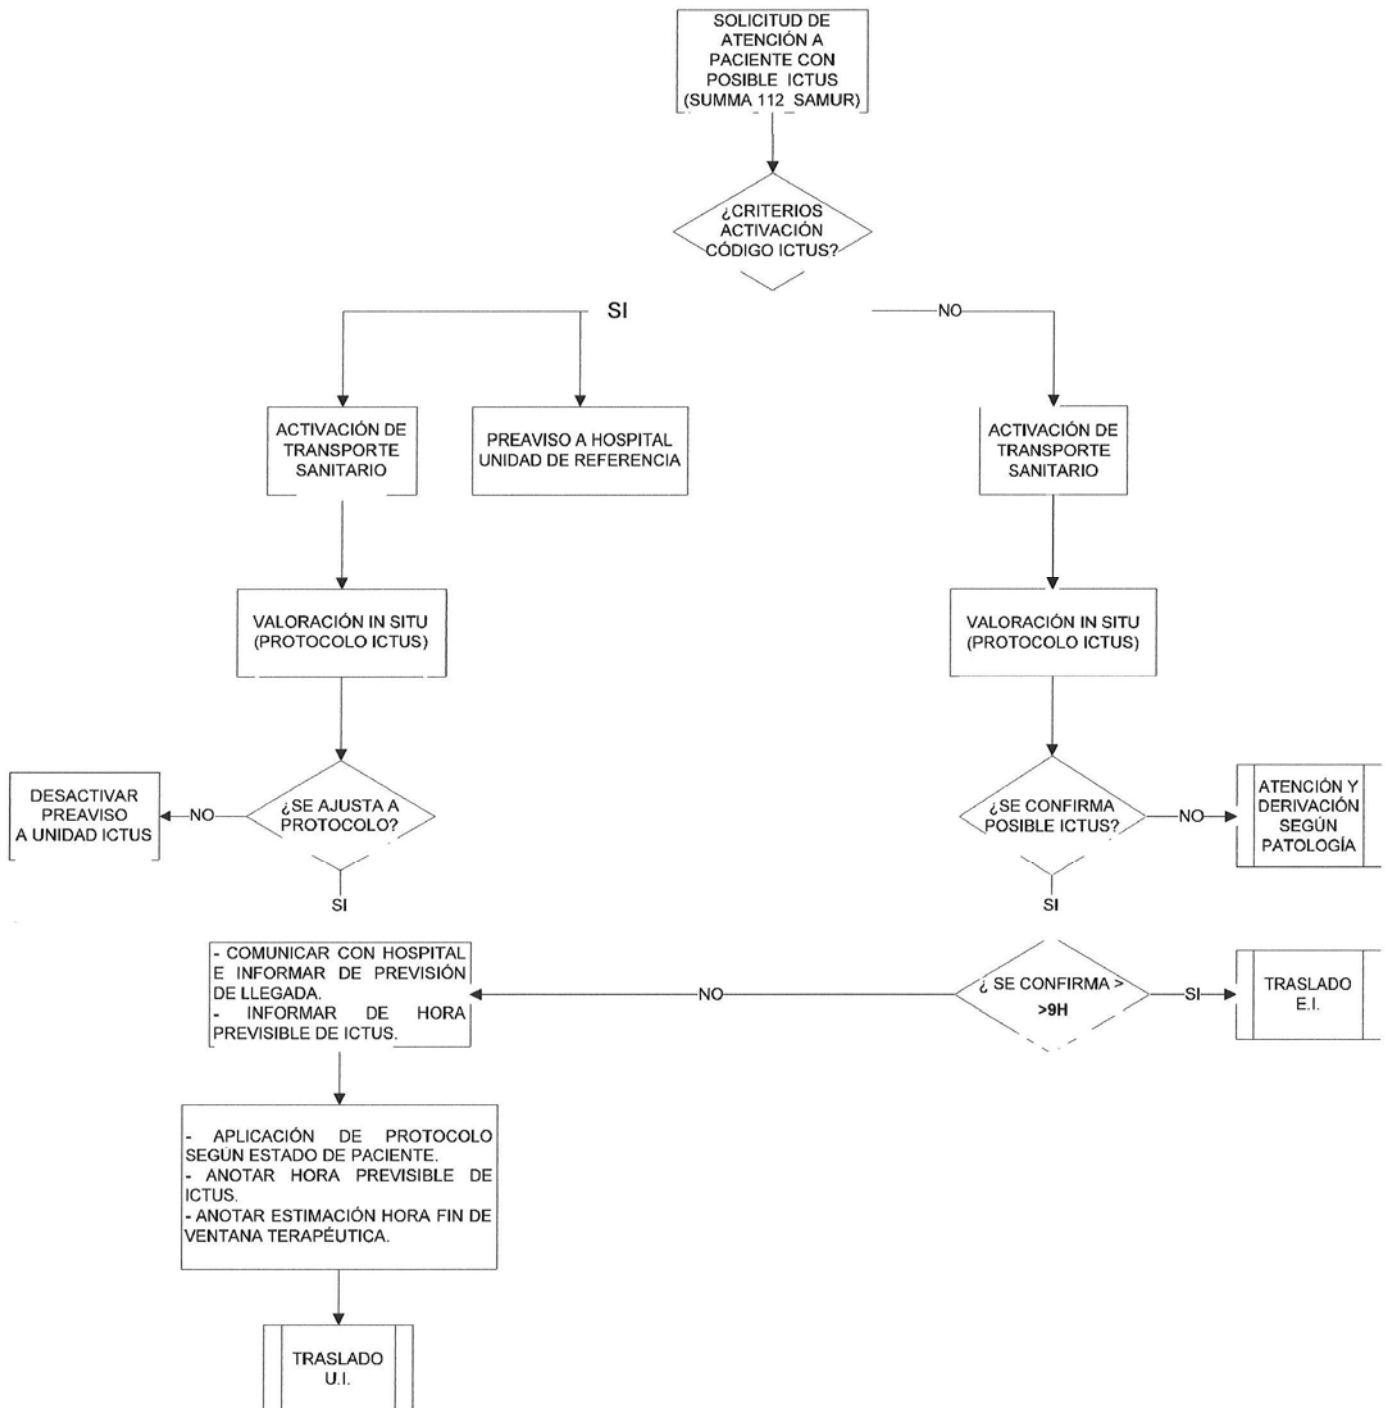 SOLICITUD DE
ATENCIÓN A
PACIENTE CON
POSIBLE ICTUS
(SUMMA 112 SAMUR)
¿CRITERIOS
ACTIVACIÓN
CÓDIGO ICTUS?
SI
NO
ACTIVACIÓN DE
TRANSPORTE
SANITARIO
PREAVISO A HOSPITAL
UNIDAD DE REFERENCIA
ACTIVACIÓN DE
TRANSPORTE
SANITARIO
VALORACIÓN IN SITU
(PROTOCOLO ICTUS)
VALORACIÓN IN SITU
(PROTOCOLO ICTUS)
DESACTIVAR
PREAVISO
A UNIDAD ICTUS
NO
¿SE AJUSTA A
PROTOCOLO?
SI
¿SE CONFIRMA
POSIBLE ICTUS?
NO
ATENCIÓN Y
DERIVACIÓN
SEGÚN
PATOLOGÍA
SI
- COMUNICAR CON HOSPITAL
E INFORMAR DE PREVISIÓN
DE LLEGADA.
- INFORMAR DE HORA
PREVISIBLE DE ICTUS.
NO
¿ SE CONFIRMA >
>9H
SI
TRASLADO
E.I.
- APLICACIÓN DE PROTOCOLO
SEGÚN ESTADO DE PACIENTE.
- ANOTAR HORA PREVISIBLE DE
ICTUS.
- ANOTAR ESTIMACIÓN HORA FIN DE
VENTANA TERAPÉUTICA.
TRASLADO
U.I.